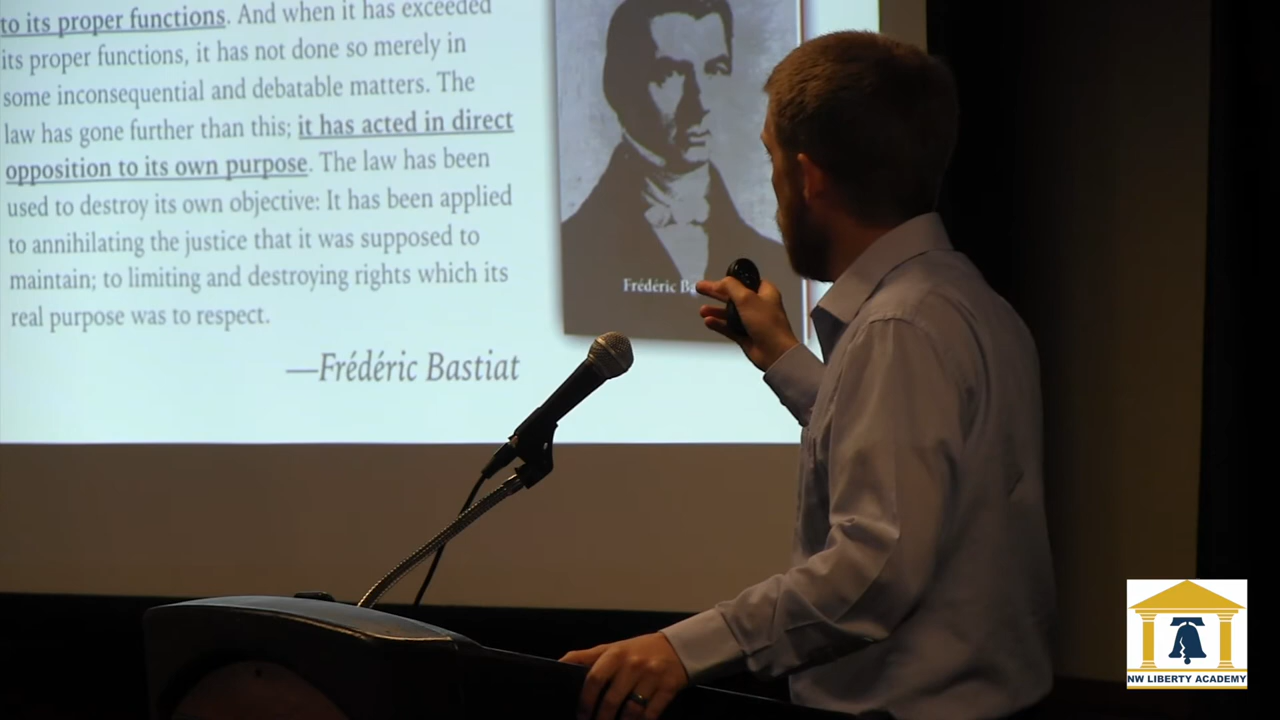 to its proper functions. And when it has exceeded
its proper functions, it has not done so merely in
some inconsequential and debatable matters. The
law has gone further than this; it has acted in direct
opposition to its own purpose. The law has been
used to destroy its own objective: It has been applied
to annihilating the justice that it was supposed to
maintain; to limiting and destroying rights which its
real purpose was to respect.
—Frédéric Bastiat
Frédéric
NW LIBERTY ACADEMY